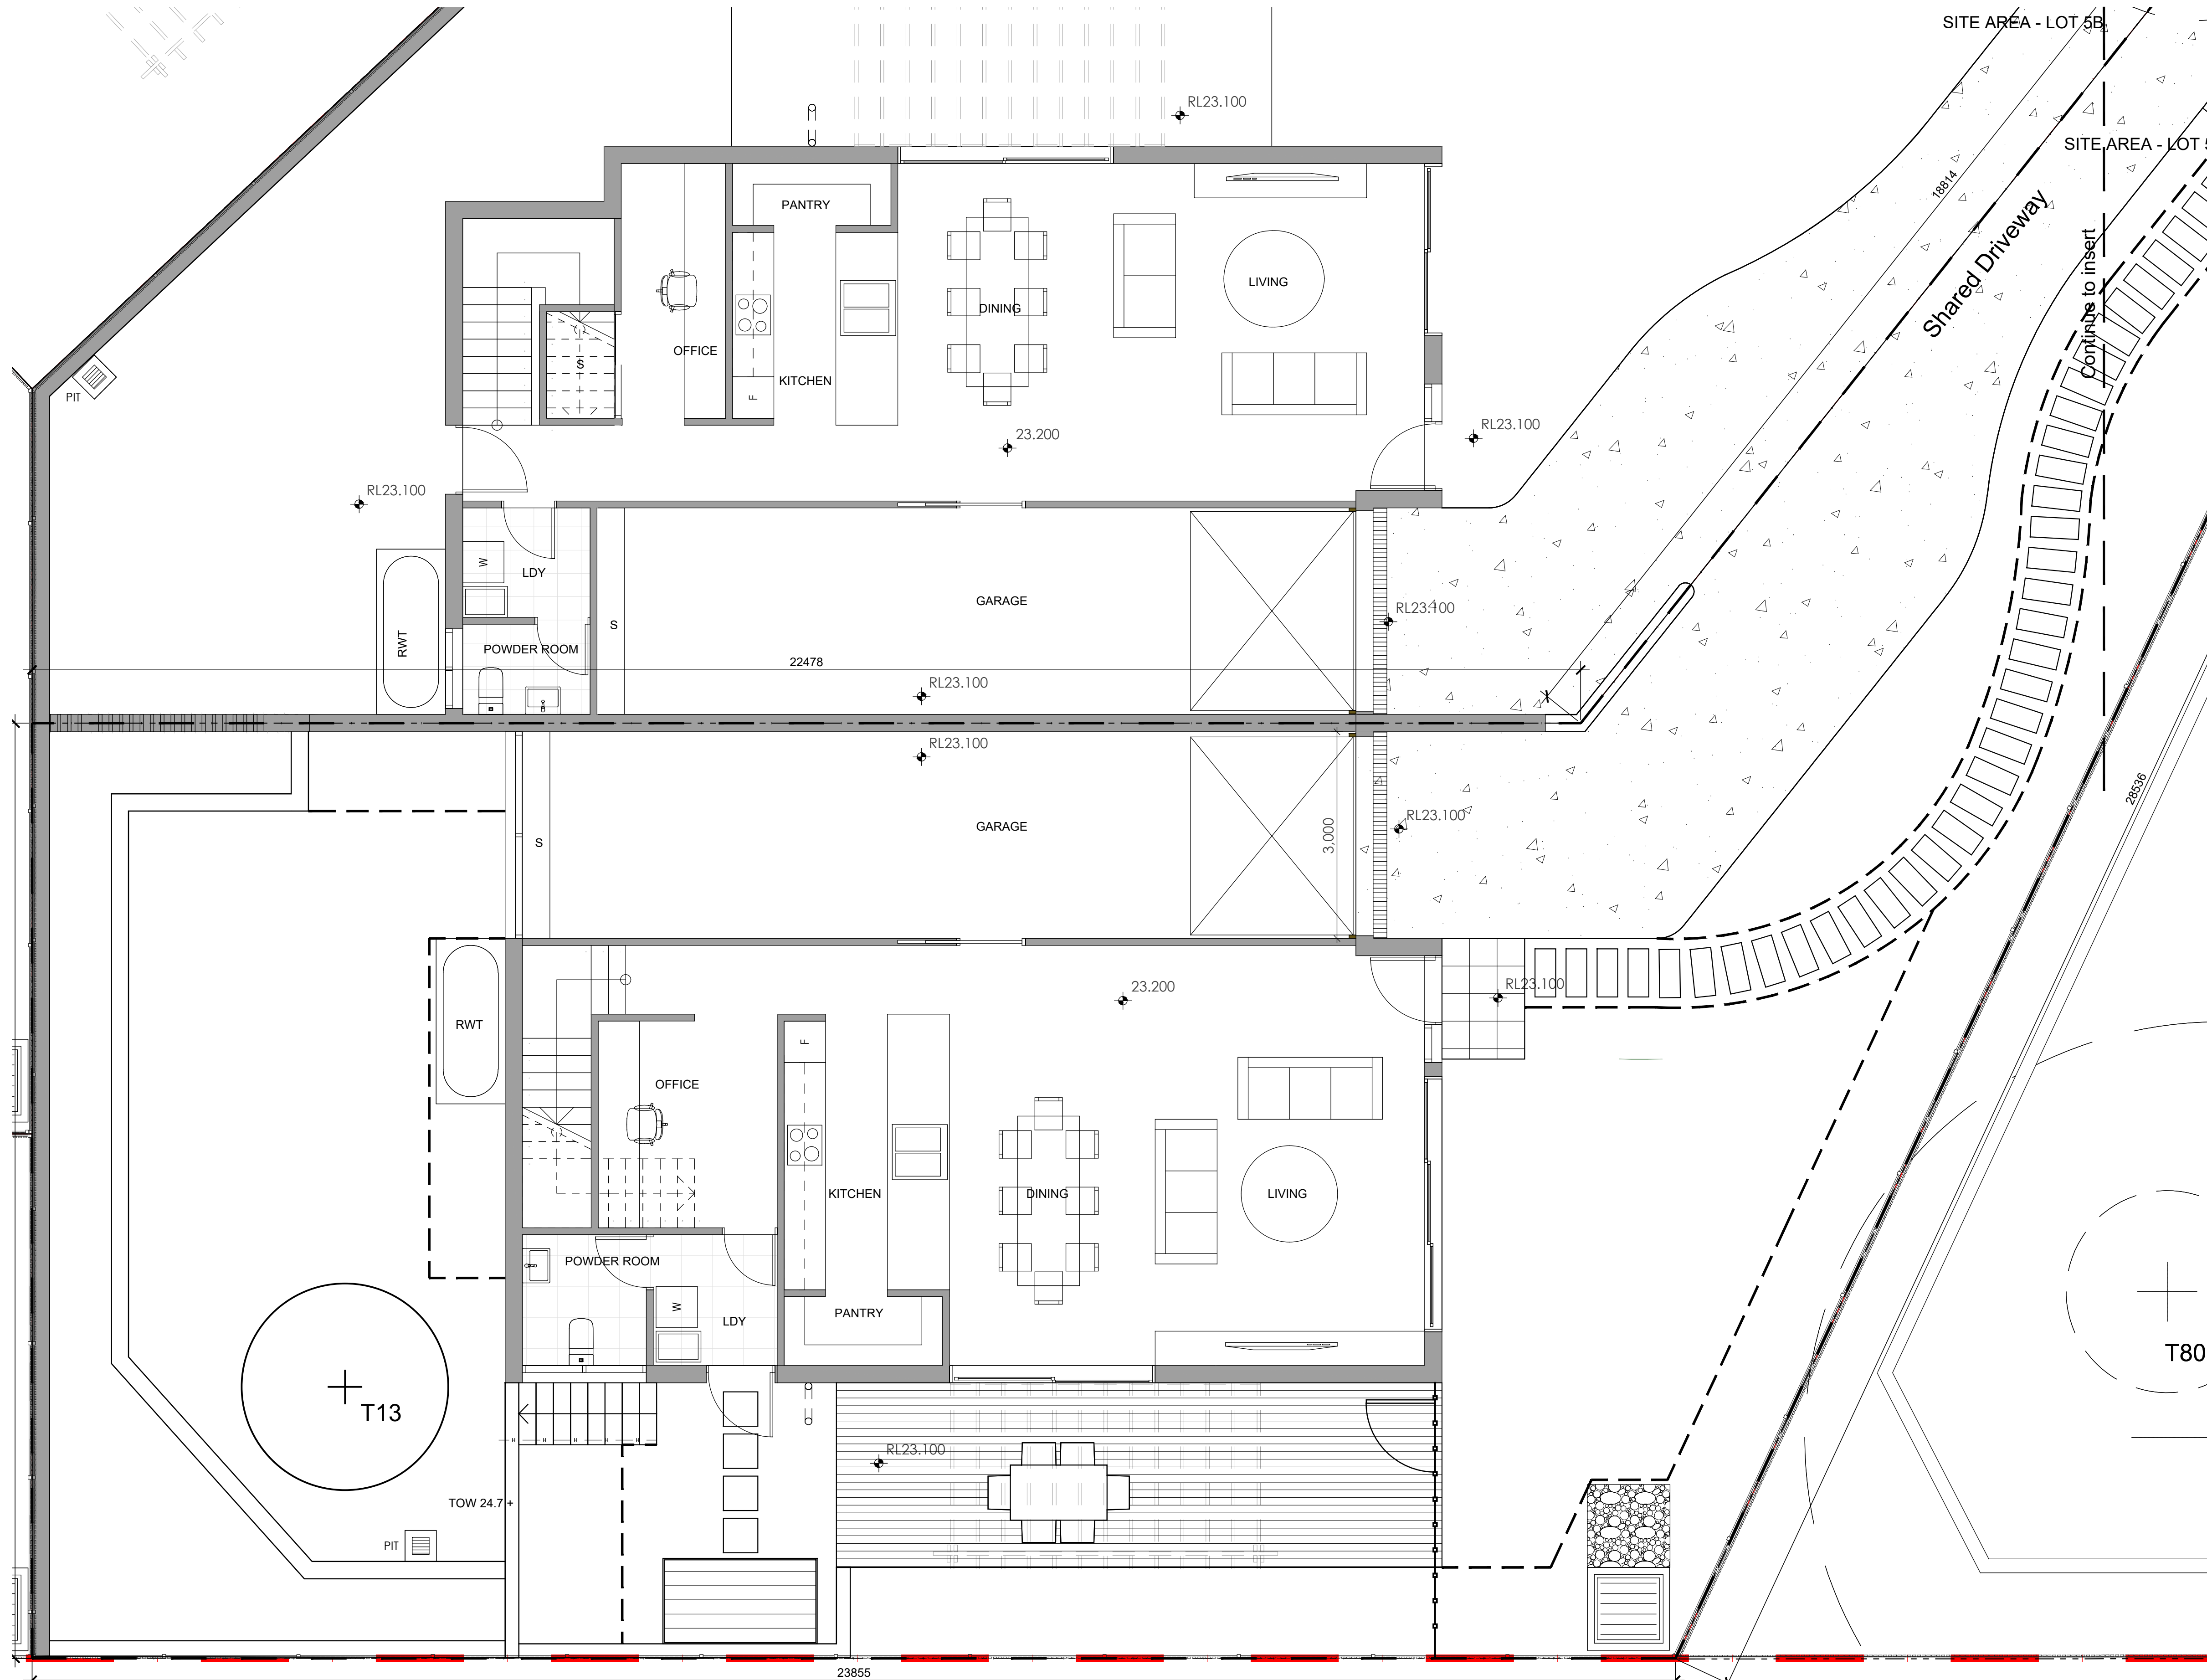 SITE AREA - LOT 5B
RL23.100
SITE AREA - LOT 5
18814
PANTRY
Shared Driveway
Continue to insert
LIVING
DINING
OFFICE
S
KITCHEN
F
PIT
23.200
RL23.100
RL23.100
W
LDY
GARAGE
RL23.100
S
RWT
POWDER ROOM
22478
RL23.100
RL23.100
28536
RL23.100
GARAGE
3,000
S
23.200
RL23.100
RWT
F
OFFICE
KITCHEN
DINING
LIVING
POWDER ROOM
W
PANTRY
LDY
T80
T13
RL23.100
TOW 24.7 +
H H H H H
PIT
23855